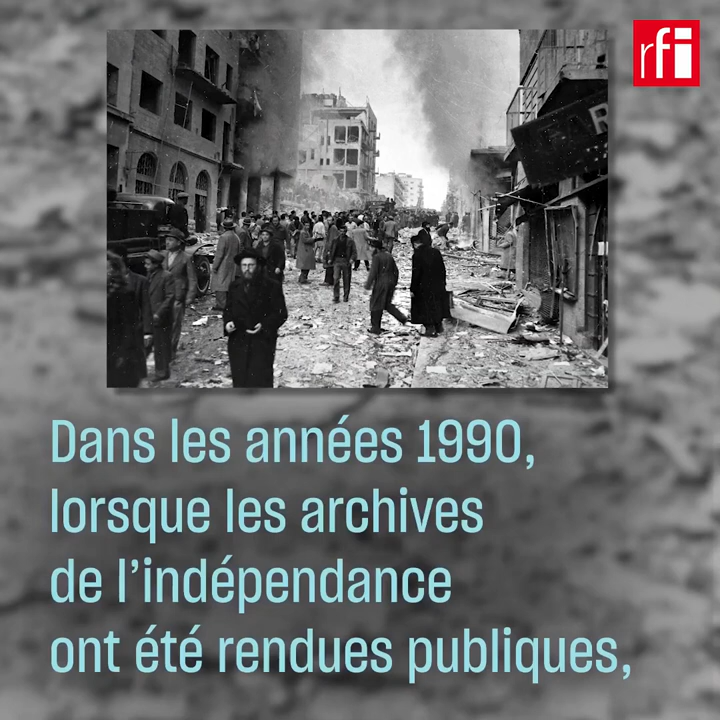 rfi
R
Dans les années 1990,
lorsque les archives
de l'indépendance
ont été rendues publiques,